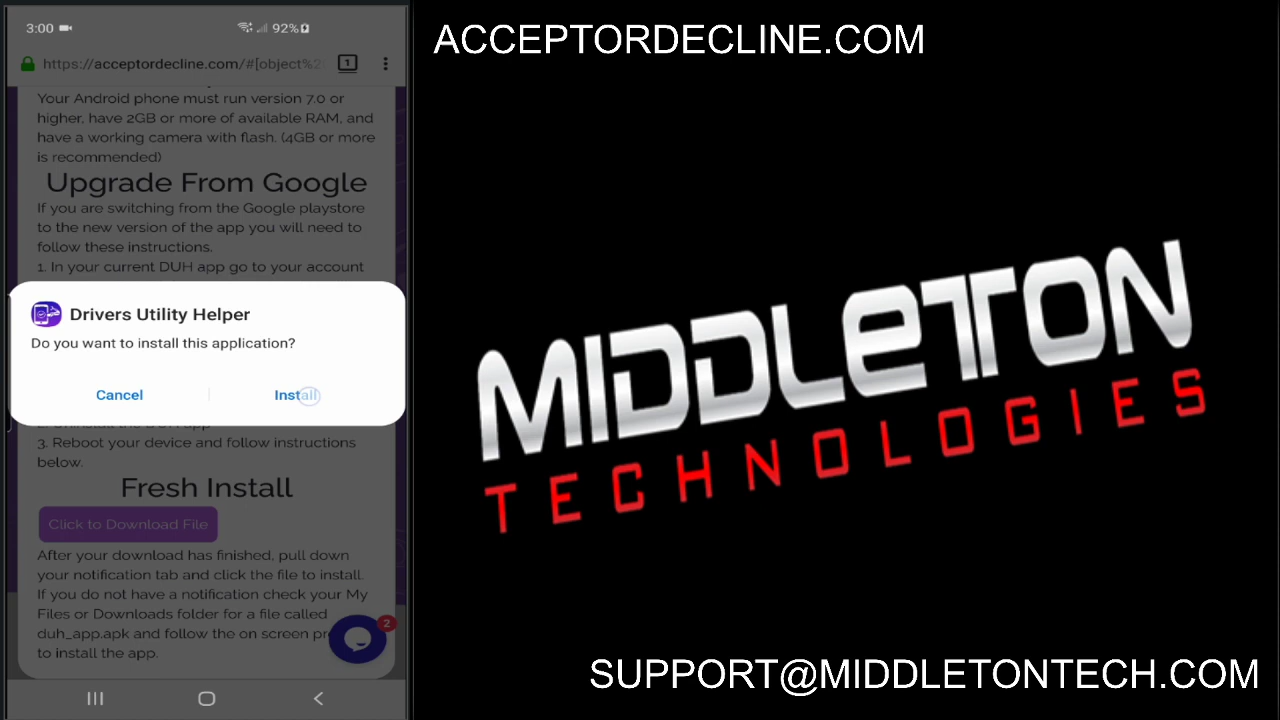 3:00
92%
https://acceptordecline.com/#[object%2
1
Your Android phone must run version 7.0 or
higher, have 2GB or more of available RAM, and
have a working camera with flash. (4GB or more
is recommended)
Upgrade From Google
If you are switching from the Google playstore
to the new version of the app you will need to
follow these instructions.
1. In your current DUH app go to your account
Drivers Utility Helper
Do you want to install this application?
Cancel
Install
3. Reboot your device and follow instructions
below.
Fresh Install
Click to Download File
After your download has finished, pull down
your notification tab and click the file to install.
If you do not have a notification check your My
Files or Downloads folder for a file called
duh_app.apk and follow the on screen
to install the app.
2
ACCEPTORDECLINE.COM
MIDDLETON
TECHNOLOGIES
SUPPORT@MIDDLETONTECH.COM